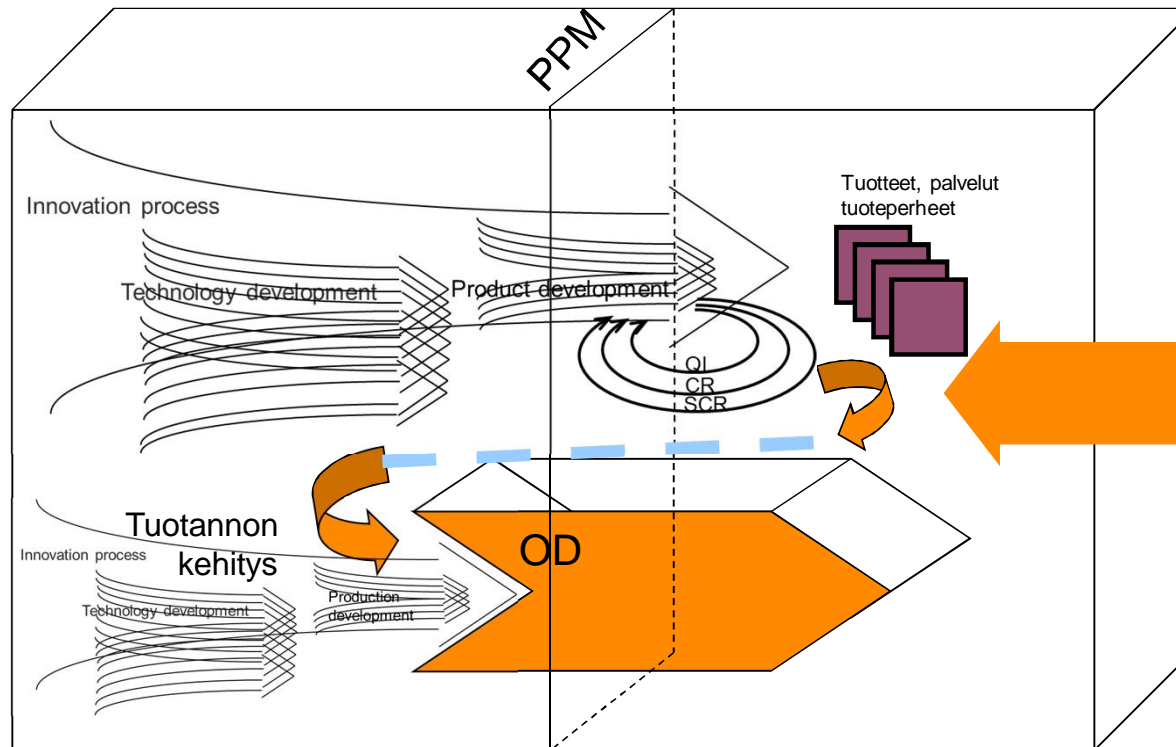 PPM
Tuotteet, palvelut
tuoteperheet
Innovation process
Technology development
Product development
QI
CR
SCR
Tuotannon
kehitys
OD
Innovation process
Technology development
Production
development